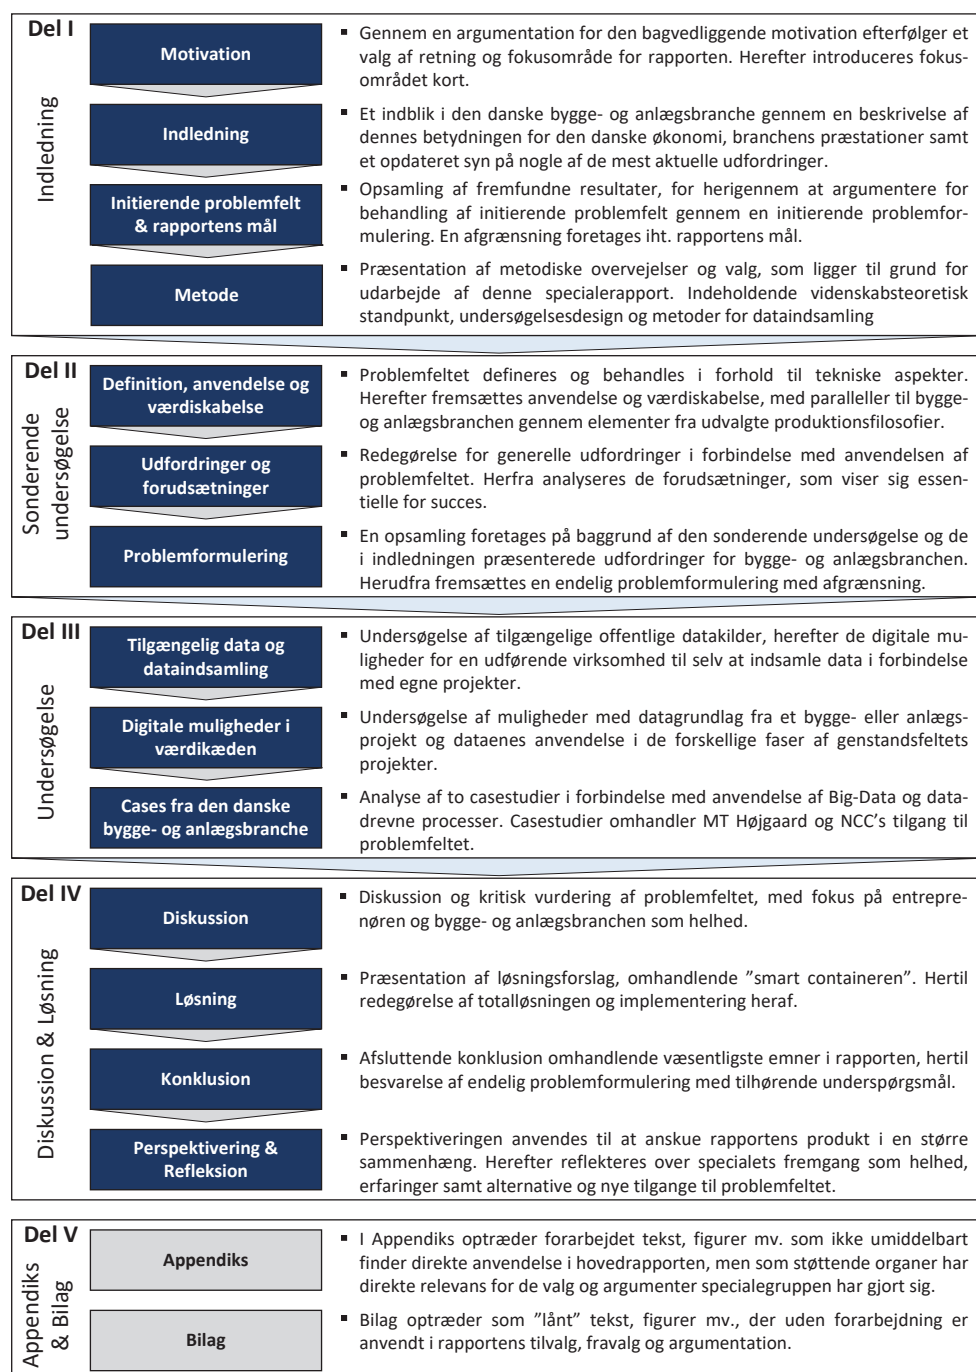 Del I
Indledning
Motivation
Gennem en argumentation for den bagvedliggende motivation efterfølger et
valg af retning og fokusområde for rapporten. Herefter introduceres fokus-
området kort.
Indledning
Et indblik i den danske bygge- og anlægsbranche gennem en beskrivelse af
dennes betydningen for den danske økonomi, branchens præstationer samt
et opdateret syn på nogle af de mest aktuelle udfordringer.
Initierende problemfelt
& rapportens mål
Opsamling af fremfundne resultater, for herigennem at argumentere for
behandling af initierende problemfelt gennem en initierende problemfor-
mulering. En afgrænsning foretages iht. rapportens mål.
Metode
Præsentation af metodiske overvejelser og valg, som ligger til grund for
udarbejde af denne specialerapport. Indeholdende videnskabsteoretisk
standpunkt, undersøgelsesdesign og metoder for dataindsamling
Del II
Sonderende
undersøgelse
Definition, anvendelse og
værdiskabelse
Problemfeltet defineres og behandles i forhold til tekniske aspekter.
Herefter fremsættes anvendelse og værdiskabelse, med paralleller til bygge-
og anlægsbranchen gennem elementer fra udvalgte produktionsfilosofier.
Udfordringer og
forudsætninger
Redegørelse for generelle udfordringer i forbindelse med anvendelsen af
problemfeltet. Herfra analyseres de forudsætninger, som viser sig essen-
tielle for succes.
Problemformulering
En opsamling foretages på baggrund af den sonderende undersøgelse og de
i indledningen præsenterede udfordringer for bygge- og anlægsbranchen.
Herudfra fremsættes en endelig problemformulering med afgrænsning.
Del III
Undersøgelse
Tilgængelig data og
dataindsamling
Undersøgelse af tilgængelige offentlige datakilder, herefter de digitale mu-
ligheder for en udførende virksomhed til selv at indsamle data i forbindelse
med egne projekter.
Digitale muligheder i
værdikæden
Undersøgelse af muligheder med datagrundlag fra et bygge- eller anlægs-
projekt og dataenes anvendelse i de forskellige faser af genstandsfeltets
projekter.
Cases fra den danske
bygge- og anlægsbranche
Analyse af to casestudier i forbindelse med anvendelse af Big-Data og data-
drevne processer. Casestudier omhandler MT Højgaard og NCC's tilgang til
problemfeltet.
Del IV
Diskussion & Løsning
Diskussion
Diskussion og kritisk vurdering af problemfeltet, med fokus på entrepre-
nøren og bygge- og anlægsbranchen som helhed.
Løsning
Præsentation af løsningsforslag, omhandlende ”smart containeren”. Hertil
redegørelse af totalløsningen og implementering heraf.
Konklusion
Afsluttende konklusion omhandlende væsentligste emner i rapporten, hertil
besvarelse af endelig problemformulering med tilhørende underspørgsmål.
Perspektivering &
Refleksion
Perspektiveringen anvendes til at anskue rapportens produkt i en større
sammenhæng. Herefter reflekteres over specialets fremgang som helhed,
erfaringer samt alternative og nye tilgange til problemfeltet.
Del V
Appendiks
& Bilag
Appendiks
I Appendiks optræder forarbejdet tekst, figurer mv. som ikke umiddelbart
finder direkte anvendelse i hovedrapporten, men som støttende organer har
direkte relevans for de valg og argumenter specialegruppen har gjort sig.
Bilag
Bilag optræder som ”lånt” tekst, figurer mv., der uden forarbejdning er
anvendt i rapportens tilvalg, fravalg og argumentation.